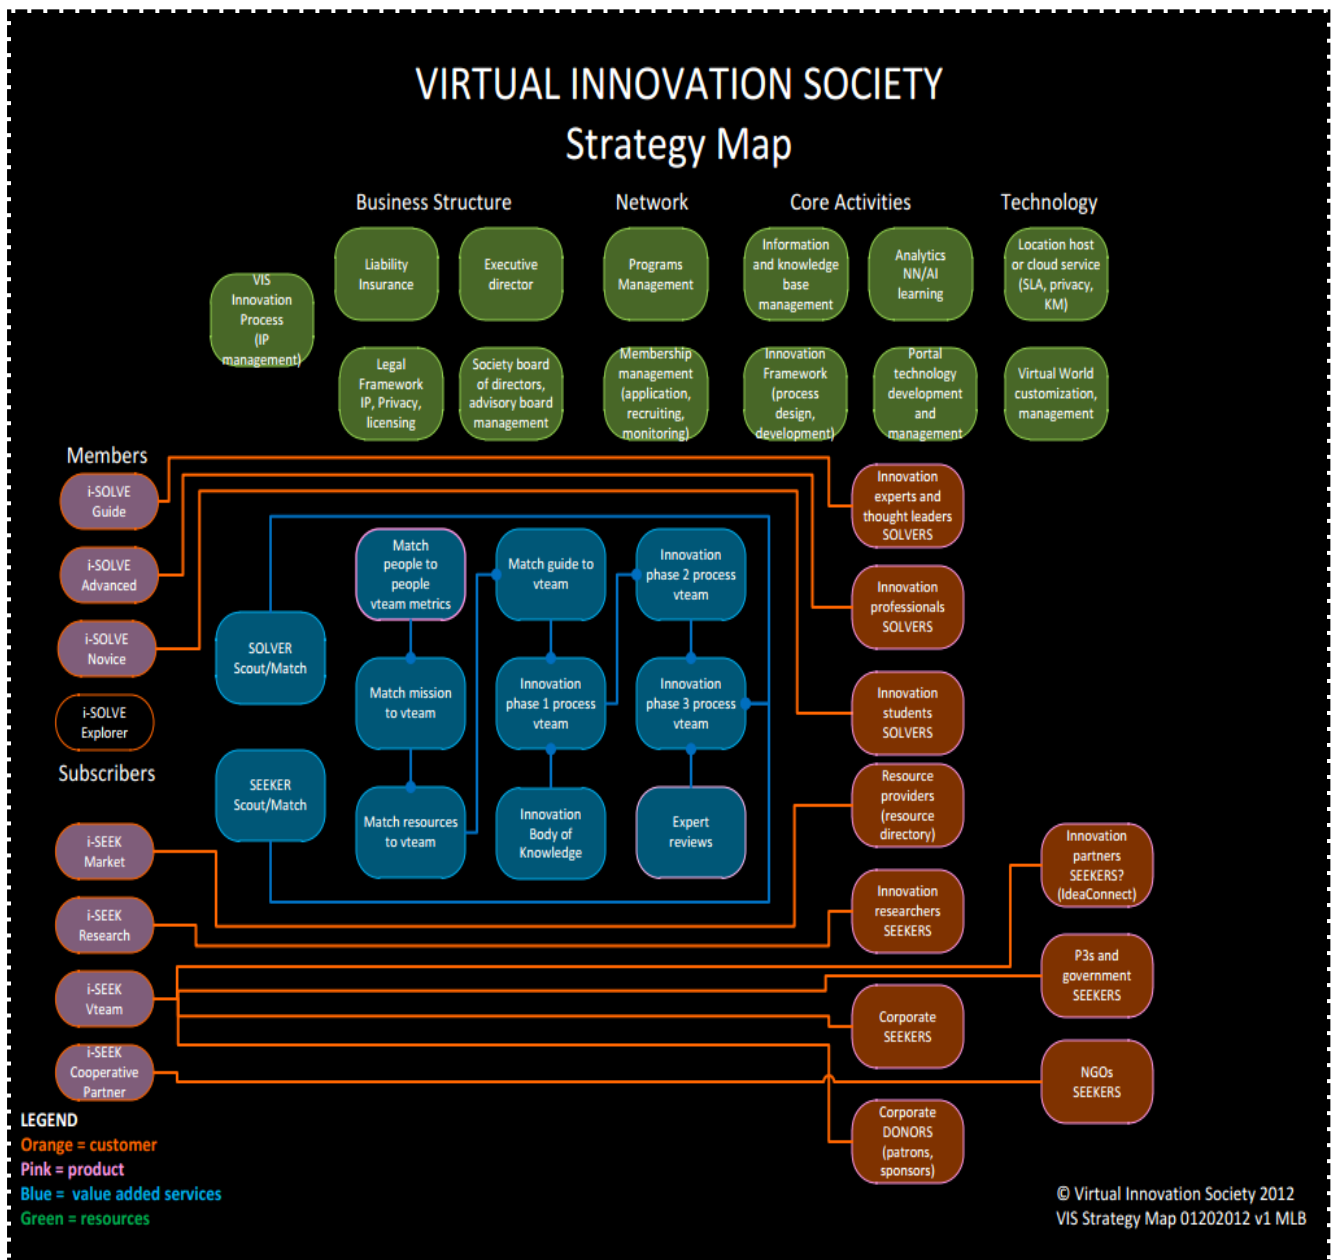 VIRTUAL INNOVATION SOCIETY
Strategy Map
Business Structure
Network
Core Activities
Technology
VIS
Innovation
Process
(IP
management)
Liability
Insurance
Executive
director
Programs
Management
Information
and knowledge
base
management
Analytics
NN/AI
learning
Location host
or cloud service
(SLA, privacy,
KM)
Legal
Framework
IP, Privacy,
licensing
Society board
of directors,
advisory board
management
Membership
management
(application,
recruiting,
monitoring)
Innovation
Framework
(process
design,
development)
Portal
technology
development
and
management
Virtual World
customization,
management
Members
i-SOLVE
Guide
i-SOLVE
Advanced
i-SOLVE
Novice
i-SOLVE
Explorer
Subscribers
i-SEEK
Market
i-SEEK
Research
i-SEEK
Vteam
i-SEEK
Cooperative
Partner
SOLVER
Scout/Match
SEEKER
Scout/Match
Match
people to
people
vteam metrics
Match mission
to vteam
Match resources
to vteam
Match guide to
vteam
Innovation
phase 1 process
vteam
Innovation
Body of
Knowledge
Innovation
phase 2 process
vteam
Innovation
phase 3 process
vteam
Expert
reviews
Innovation
experts and
thought leaders
SOLVERS
Innovation
professionals
SOLVERS
Innovation
students
SOLVERS
Resource
providers
(resource
directory)
Innovation
researchers
SEEKERS
Corporate
SEEKERS
Corporate
DONORS
(patrons,
sponsors)
Innovation
partners
SEEKERS?
(IdeaConnect)
P3s and
government
SEEKERS
NGOs
SEEKERS
LEGEND
Orange = customer
Pink = product
Blue = value added services
Green = resources
© Virtual Innovation Society 2012
VIS Strategy Map 01202012 v1 MLB